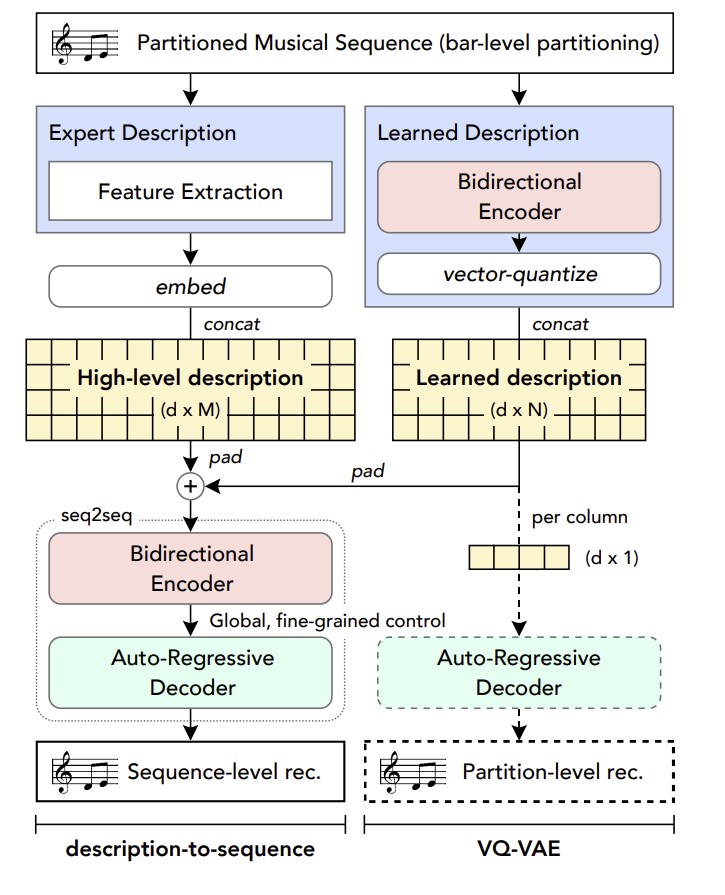 Partitioned Musical Sequence (bar-level partitioning)
Expert Description
Feature Extraction
embed
concat
High-level description
(d x M)
pad
Learned Description
Bidirectional
Encoder
vector-quantize
concat
Learned description
(d x N)
pad
+
seq2seq
Bidirectional
Encoder
Global, fine-grained control
Auto-Regressive
Decoder
Sequence-level rec.
description-to-sequence
per column
(d x 1)
Auto-Regressive
Decoder
Partition-level rec.
VQ-VAE